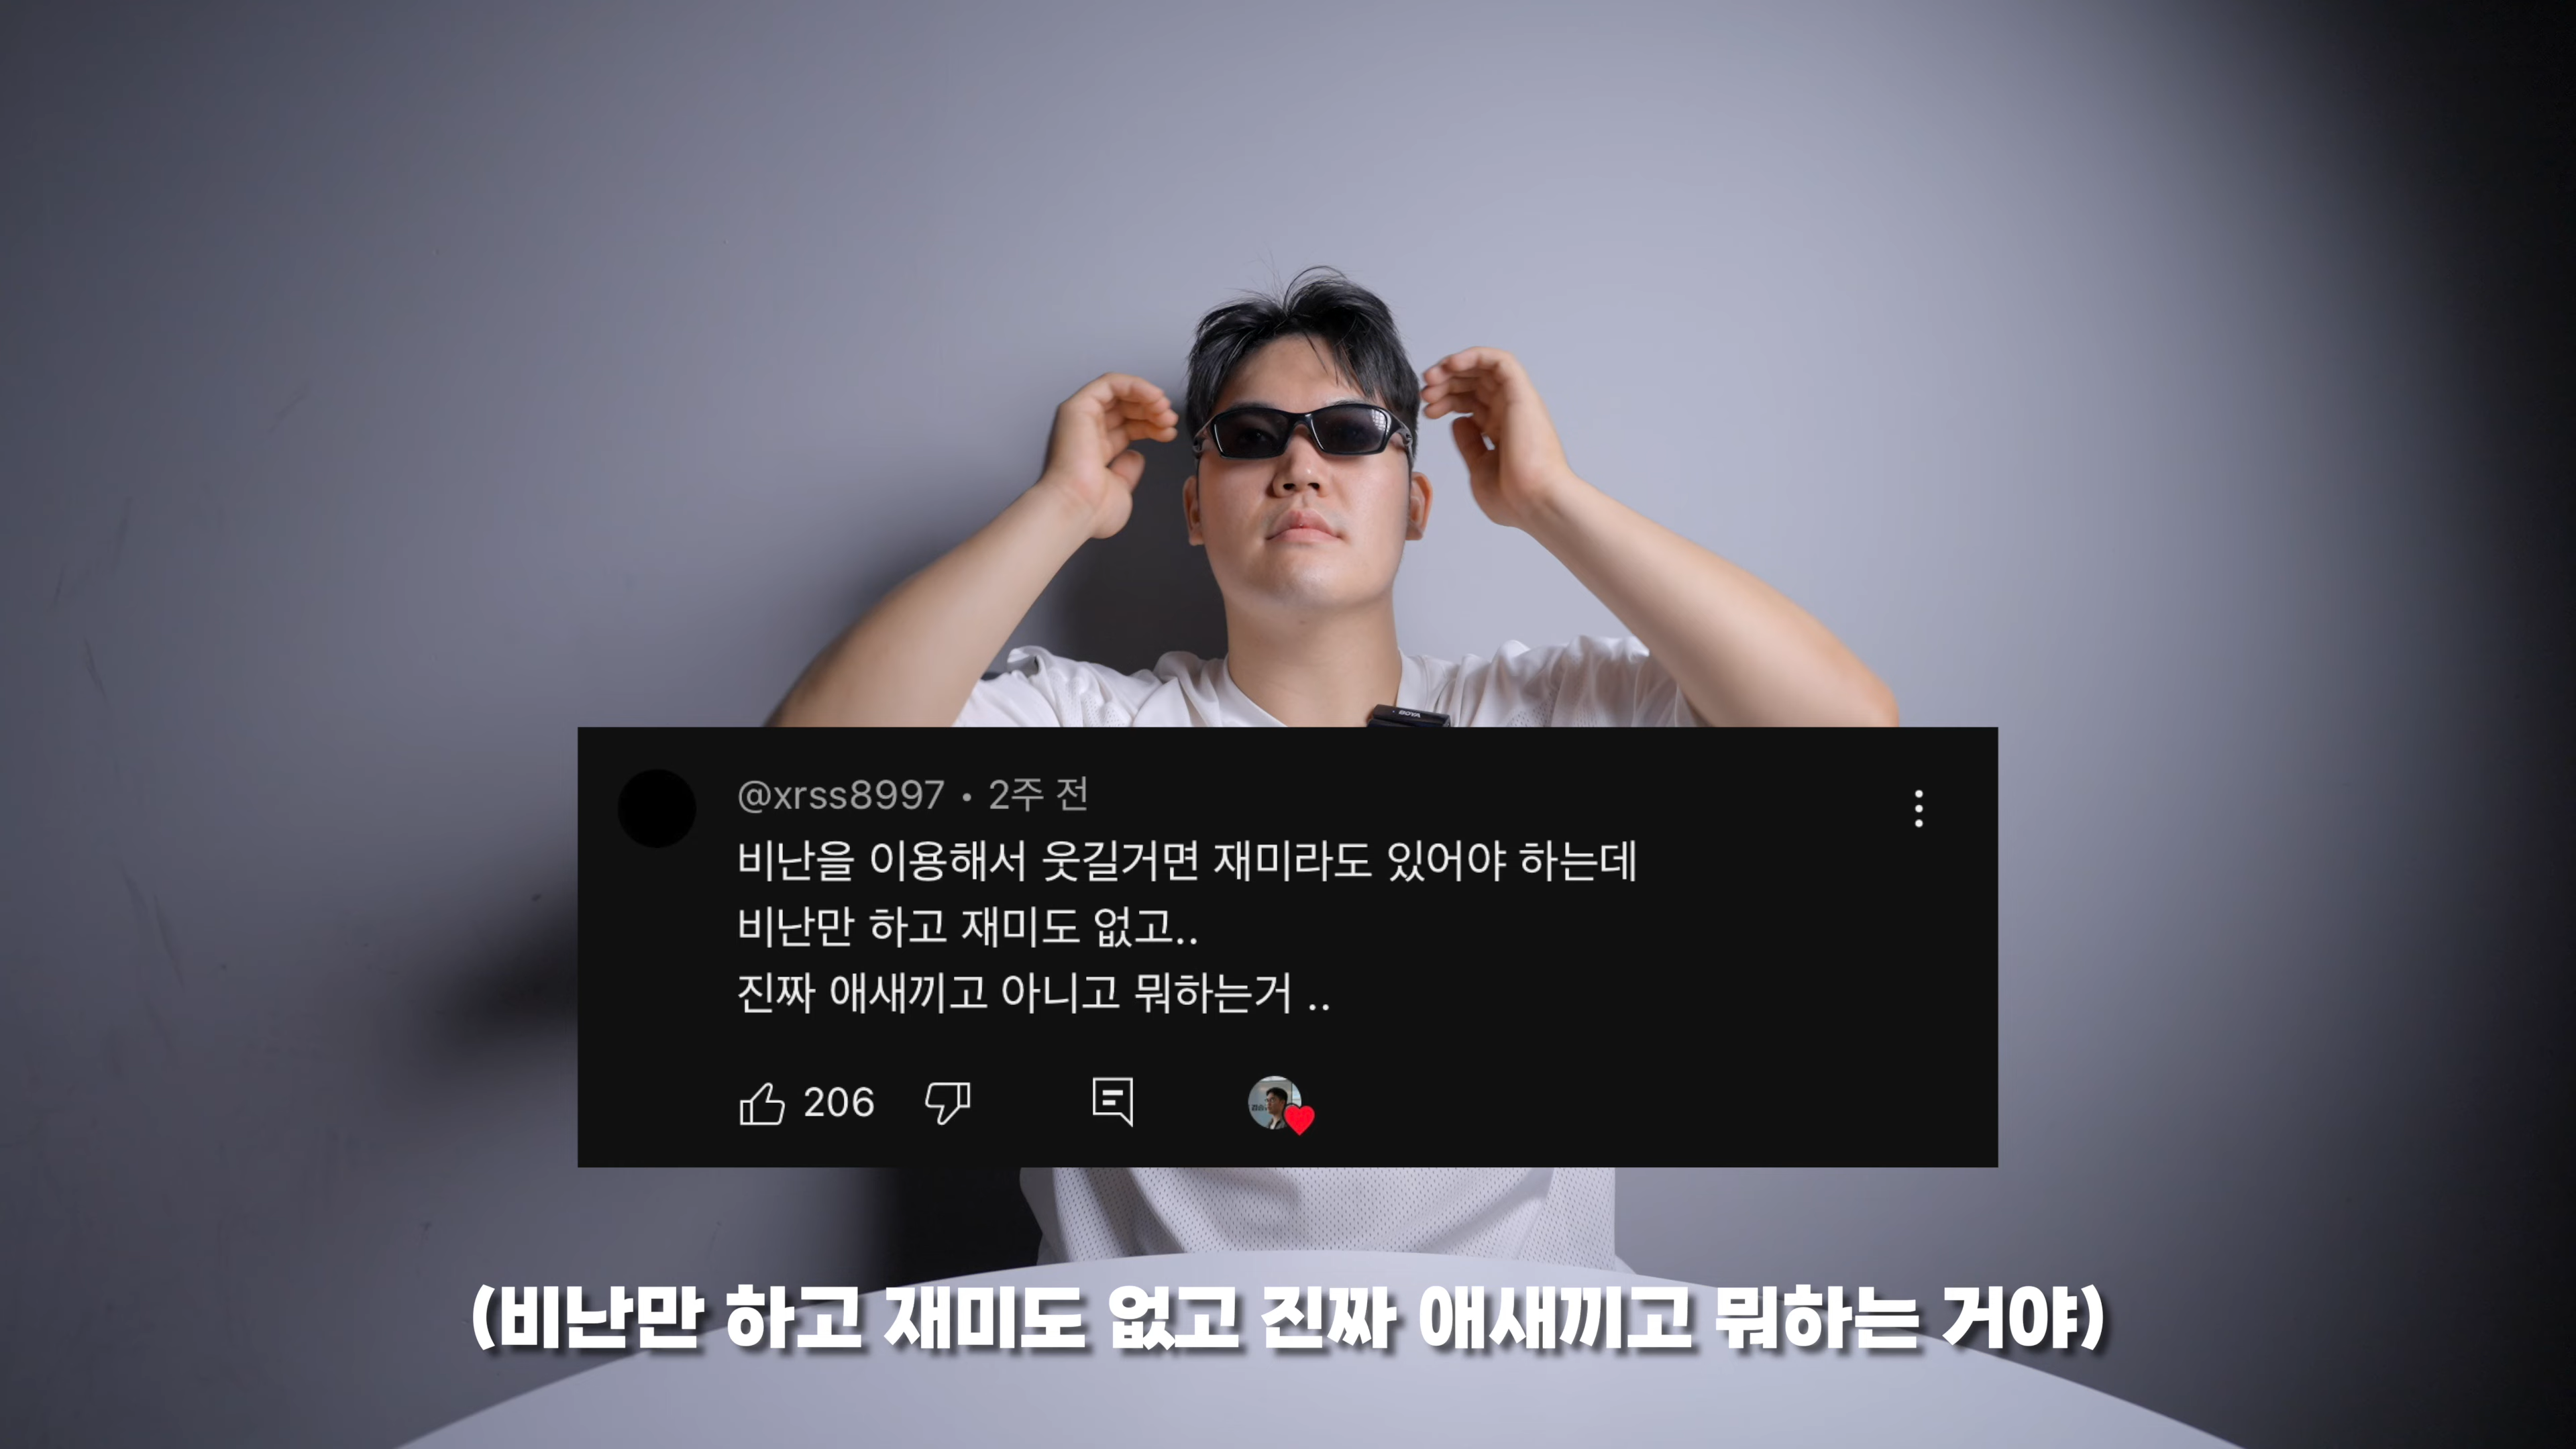 BOYA
@xrss8997 • 2주 전
비난을 이용해서 웃길거면 재미라도 있어야 하는데
비난만 하고 재미도 없고..
진짜 애새끼고 아니고 뭐하는거 ..
206
(비난만 하고 재미도 없고 진짜 애새끼고 뭐하는 거야)